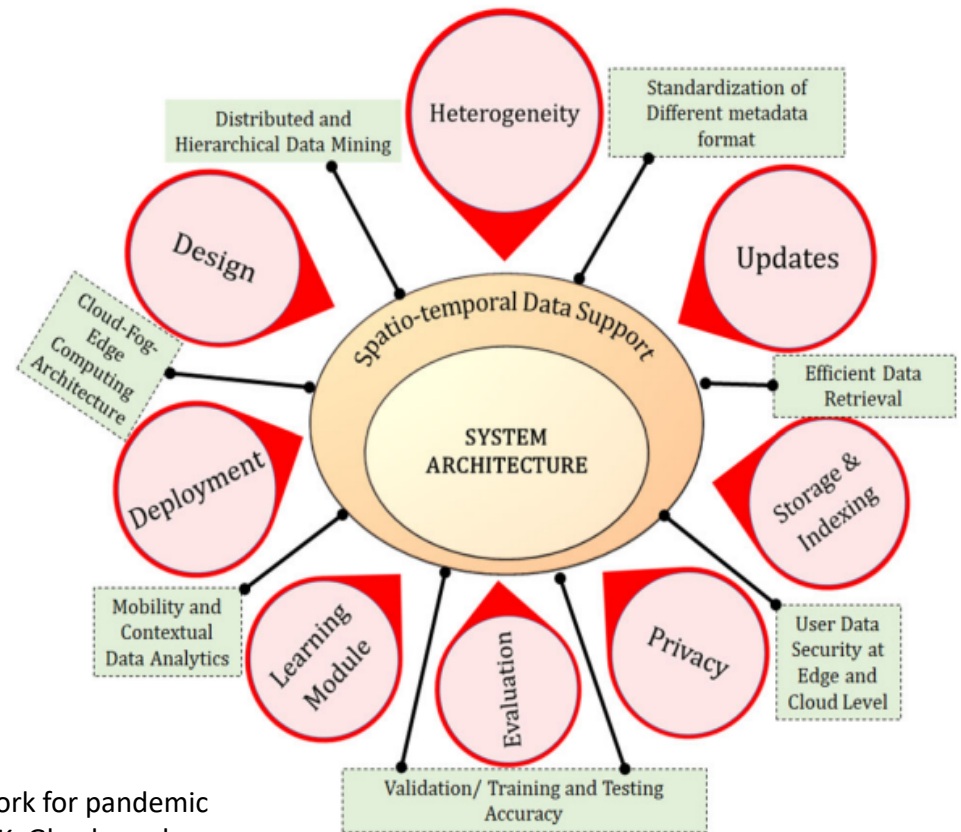 Heterogeneity
Standardization of
Different metadata
format
Distributed and
Hierarchical Data Mining
Design
Updates
Cloud-Fog-
Edge
Computing
Architecture
Spatio-temporal Data Support
Efficient Data
Retrieval
SYSTEM
ARCHITECTURE
Deployment
Storage &
Indexing
Mobility and
Contextual
Data Analytics
Learning
Module
Evaluation
Privacy
User Data
Security at
Edge and
Cloud Level
Validation/ Training and Testing
Accuracy
ork for pandemic